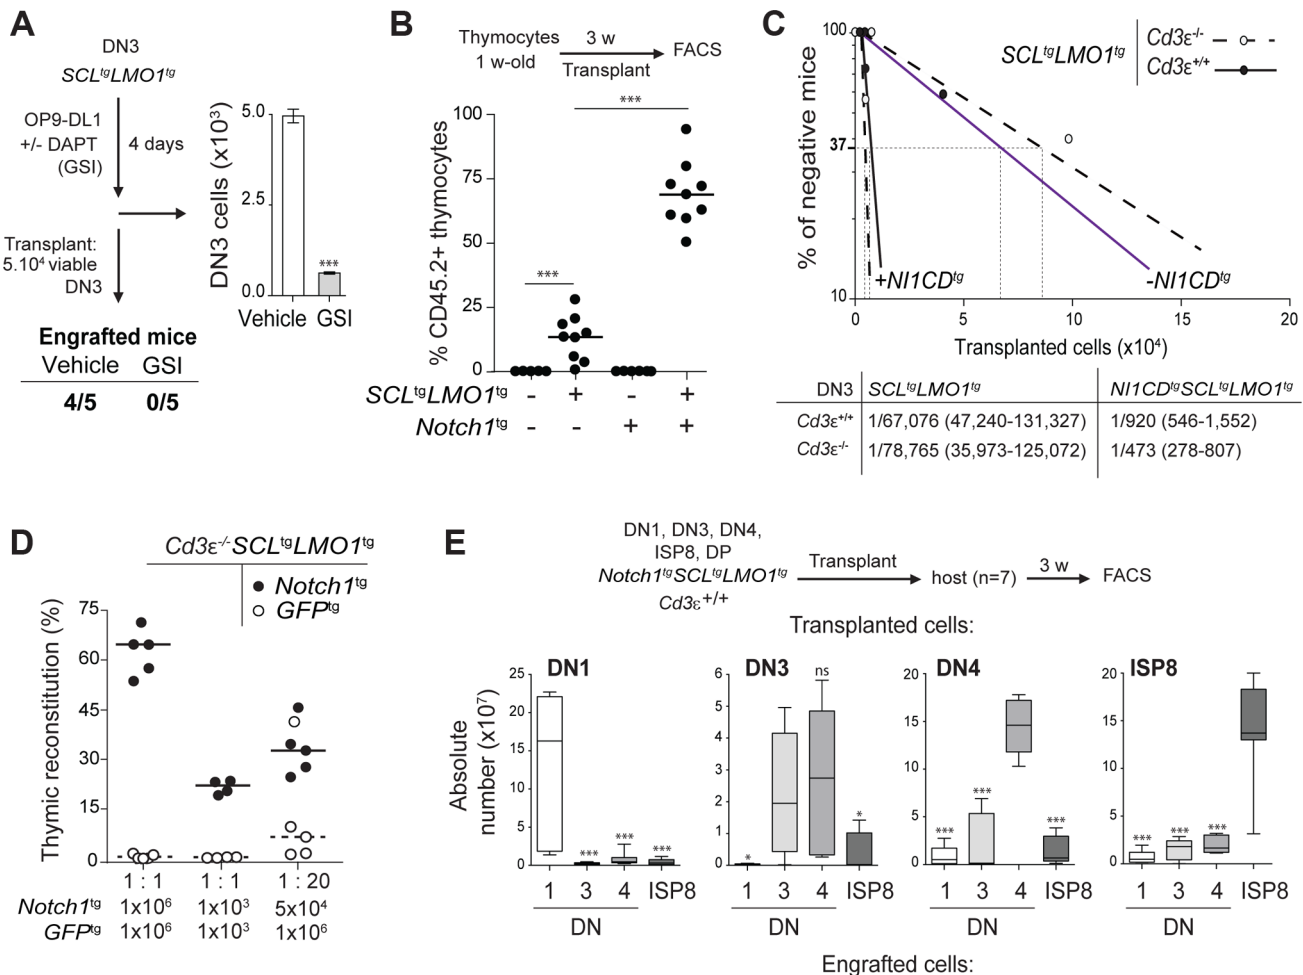 A
DN3
SCLtgLMO1tg
OP9-DL1
+/- DAPT
(GSI)
4 days
Transplant:
5.10⁴ viable
DN3
Engrafted mice
Vehicle GSI
4/5 0/5
DN3 cells (x10³)
5.0
2.5
0.0
***
Vehicle GSI
B
Thymocytes
1 w-old
3 w
Transplant
FACS
% CD45.2+ thymocytes
100
75
50
25
0
***
***
SCLtgLMO1tg - + - +
Notch1tg - - + +
C
SCLtgLMO1tg
Cd3ε-/-
Cd3ε+/+
% of negative mice
100
37
10
+NI1CDtg
-NI1CDtg
0 5 10 15 20
Transplanted cells (x10⁴)
DN3 SCLtgLMO1tg NI1CDtgSCLtgLMO1tg
Cd3ε+/+ 1/67,076 (47,240-131,327) 1/920 (546-1,552)
Cd3ε-/- 1/78,765 (35,973-125,072) 1/473 (278-807)
D
Cd3ε-/-SCLtgLMO1tg
Notch1tg
GFPtg
Thymic reconstitution (%)
75
60
45
30
15
0
1 : 1 1 : 1 1 : 20
Notch1tg 1x10⁶ 1x10³ 5x10⁴
GFPtg 1x10⁶ 1x10³ 1x10⁶
E
DN1, DN3, DN4,
ISP8, DP
Notch1tgSCLtgLMO1tg
Cd3ε+/+
Transplant
host (n=7)
3 w
FACS
Transplanted cells:
Absolute
number (x10⁷)
DN1
25
20
15
10
5
0
*** *** ***
1 3 4 ISP8
DN
DN3
6
5
4
3
2
1
0
* ns *
1 3 4 ISP8
DN
DN4
20
15
10
5
0
*** *** ***
1 3 4 ISP8
DN
ISP8
20
15
10
5
0
*** *** ***
1 3 4 ISP8
DN
Engrafted cells: